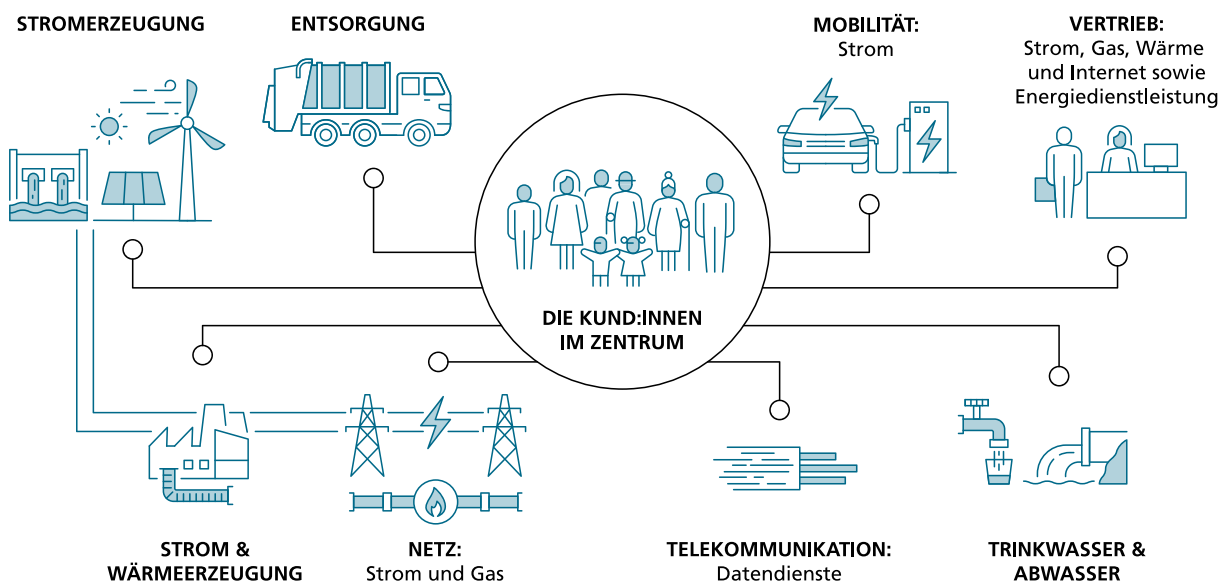 STROMERZEUGUNG
ENTSORGUNG
MOBILITÄT:
Strom
VERTRIEB:
Strom, Gas, Wärme
und Internet sowie
Energiedienstleistung
DIE KUND:INNEN
IM ZENTRUM
STROM &
WÄRMEERZEUGUNG
NETZ:
Strom und Gas
TELEKOMMUNIKATION:
Datendienste
TRINKWASSER &
ABWASSER